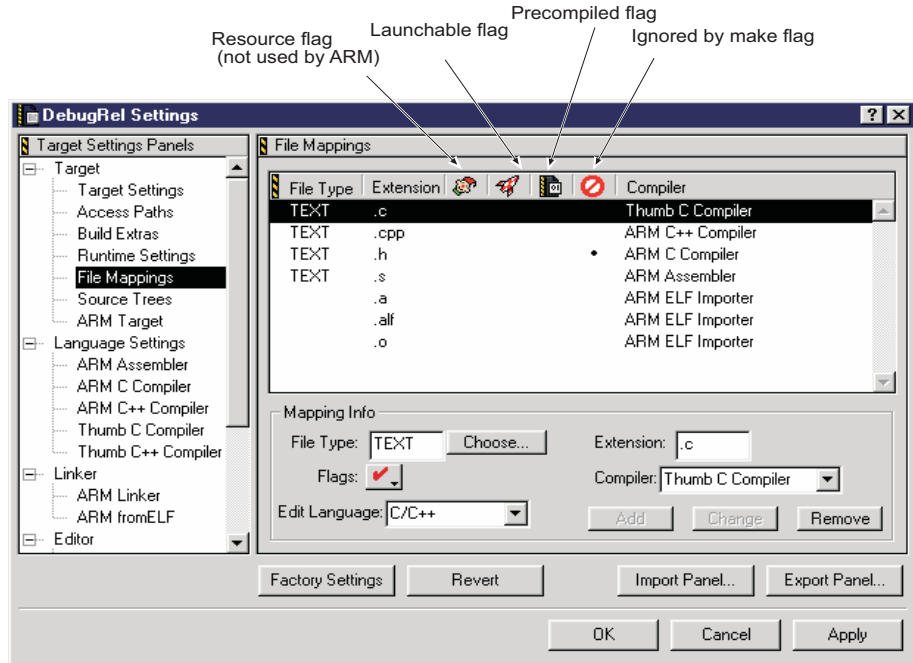 Precompiled flag
Launchable flag
Ignored by make flag
Resource flag
(not used by ARM)
DebugRel Settings
Target Settings Panels
Target
Target Settings
Access Paths
Build Extras
Runtime Settings
File Mappings
Source Trees
ARM Target
Language Settings
ARM Assembler
ARM C Compiler
ARM C++ Compiler
Thumb C Compiler
Thumb C++ Compiler
Linker
ARM Linker
ARM fromELF
Editor
File Mappings
File Type Extension Compiler
TEXT .c Thumb C Compiler
TEXT .cpp ARM C++ Compiler
TEXT .h • ARM C Compiler
TEXT .s ARM Assembler
.a ARM ELF Importer
.alf ARM ELF Importer
.o ARM ELF Importer
Mapping Info
File Type: TEXT Choose... Extension: .c
Flags: Compiler: Thumb C Compiler
Edit Language: C/C++ Add Change Remove
Factory Settings Revert Import Panel... Export Panel...
OK Cancel Apply